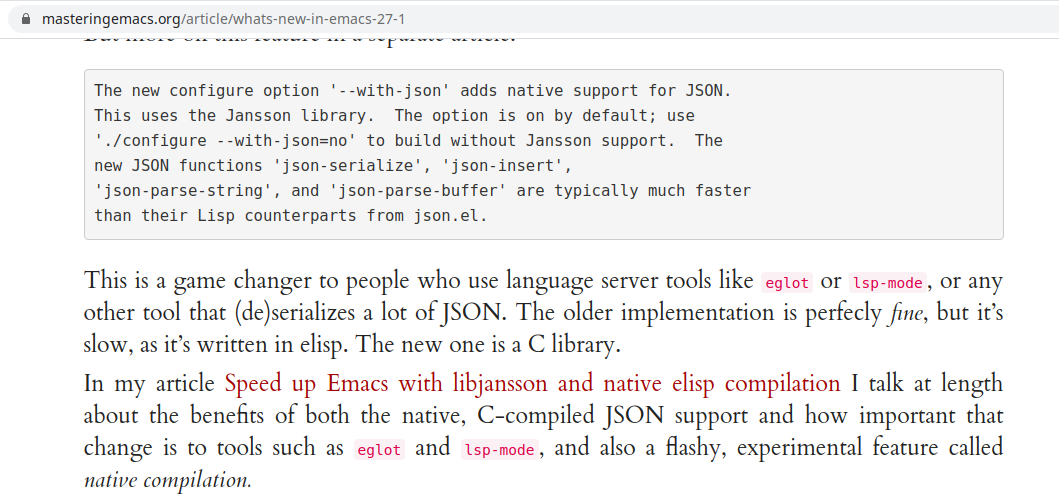 masteringemacs.org/article/whats-new-in-emacs-27-1
But more on this feature in a separate article.
The new configure option '--with-json' adds native support for JSON.
This uses the Jansson library.  The option is on by default; use
'./configure --with-json=no' to build without Jansson support.  The
new JSON functions 'json-serialize', 'json-insert',
'json-parse-string', and 'json-parse-buffer' are typically much faster
than their Lisp counterparts from json.el.
This is a game changer to people who use language server tools like eglot or lsp-mode, or any
other tool that (de)serializes a lot of JSON. The older implementation is perfecly fine, but it’s
slow, as it’s written in elisp. The new one is a C library.
In my article Speed up Emacs with libjansson and native elisp compilation I talk at length
about the benefits of both the native, C-compiled JSON support and how important that
change is to tools such as eglot and lsp-mode, and also a flashy, experimental feature called
native compilation.